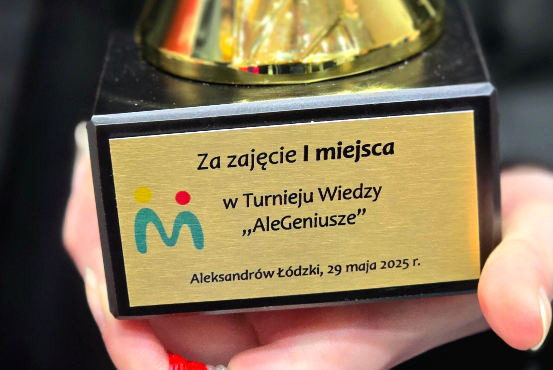 Za zajęcie I miejsca
w Turnieju Wiedzy
„AleGeniusze”
Aleksandrów Łódzki, 29 maja 2025 r.